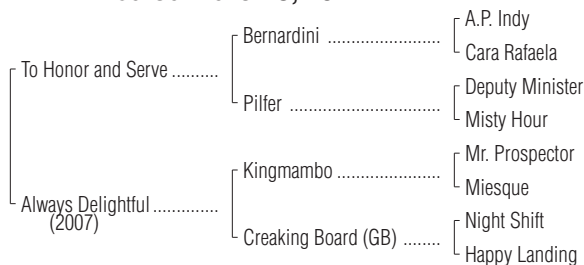 A.P. Indy
Bernardini
Cara Rafaela
To Honor and Serve
Deputy Minister
Pilfer
Misty Hour
Mr. Prospector
Kingmambo
Miesque
Always Delightful
(2007)
Night Shift
Creaking Board (GB)
Happy Landing